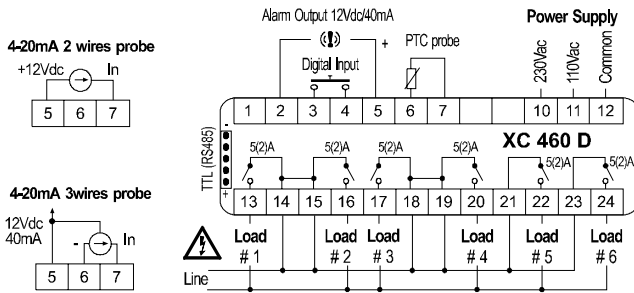 4-20mA 2 wires probe
+12Vdc In
5 6 7
4-20mA 3wires probe
12Vdc
40mA
- In
5 6 7
Alarm Output 12Vdc/40mA
+
Digital Input
PTC probe
Power Supply
230Vac
110Vac
Common
1 2 3 4 5 6 7 10 11 12
XC 460 D
- TTL (RS485) +
5(2)A 5(2)A 5(2)A 5(2)A 5(2)A 5(2)A
13 14 15 16 17 18 19 20 21 22 23 24
Load Load Load Load Load Load
# 1 # 2 # 3 # 4 # 5 # 6
Line